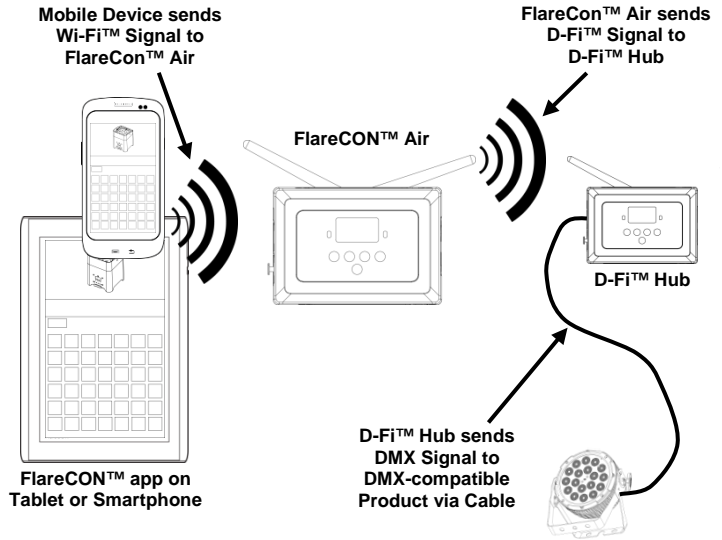 Mobile Device sends
Wi-Fi™ Signal to
FlareCon™ Air
FlareCon™ Air sends
D-Fi™ Signal to
D-Fi™ Hub
FlareCON™ Air
D-Fi™ Hub
D-Fi™ Hub sends
DMX Signal to
DMX-compatible
Product via Cable
FlareCON™ app on
Tablet or Smartphone